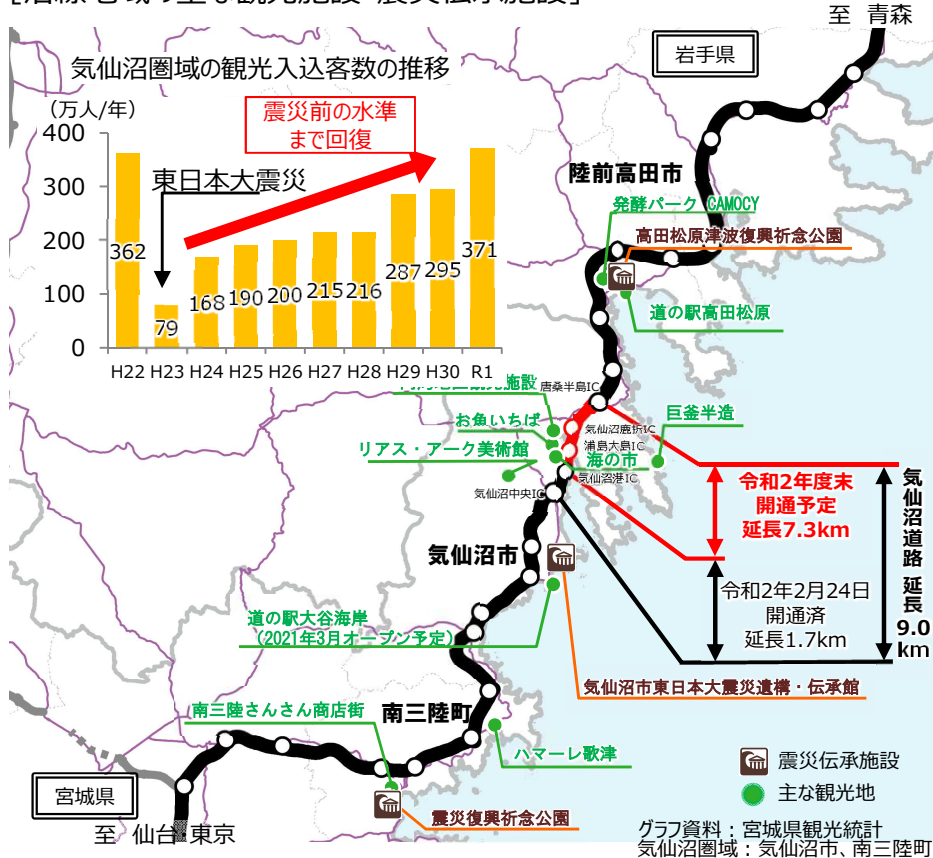 至 青森
岩手県
気仙沼圏域の観光入込客数の推移
(万人/年)
400
300
200
100
0
震災前の水準
まで回復
東日本大震災
362
79
168
190
200
215
216
287
295
371
H22
H23
H24
H25
H26
H27
H28
H29
H30
R1
陸前高田市
発酵パーク CAMOCY
高田松原津波復興祈念公園
道の駅高田松原
唐桑半島IC
お魚いちば
気仙沼鹿折IC
浦島大島IC
巨釜半造
リアス・アーク美術館
海の市
気仙沼港IC
気仙沼中央IC
令和2年度末
開通予定
延長7.3km
気仙沼道路 延長
9.0
km
令和2年2月24日
開通済
延長1.7km
気仙沼市
道の駅大谷海岸
(2021年3月オープン予定)
気仙沼市東日本大震災遺構・伝承館
南三陸さんさん商店街
南三陸町
ハマーレ歌津
震災伝承施設
主な観光地
宮城県
震災復興祈念公園
至 仙台・東京
グラフ資料：宮城県観光統計
気仙沼圏域：気仙沼市、南三陸町